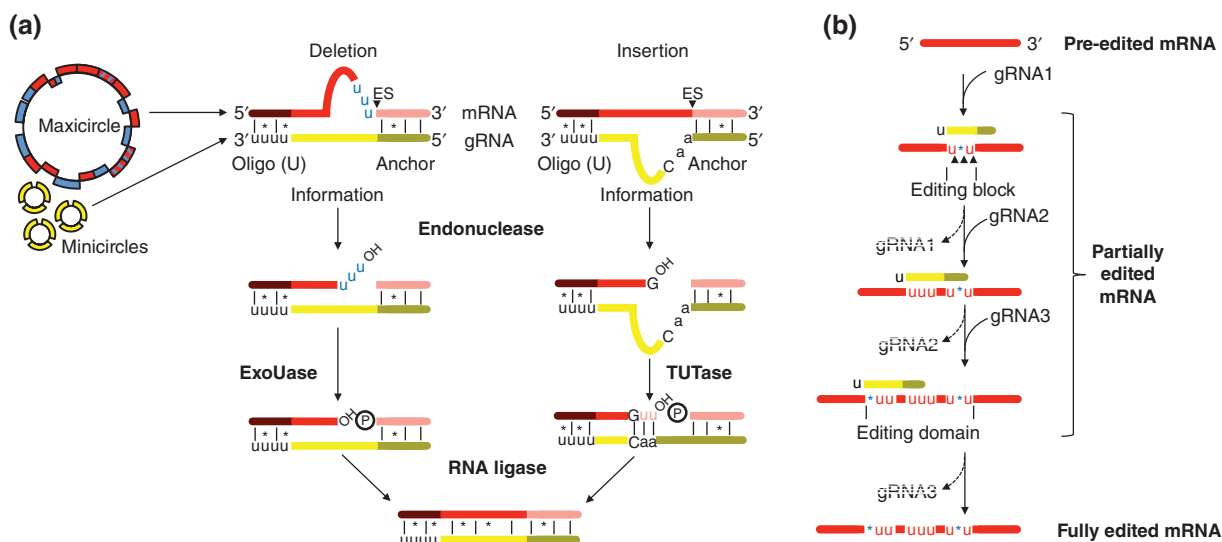 (a)
Deletion
Insertion
Maxicircle
Minicircles
u u u
ES
ES
5′ 3′ mRNA 5′ 3′
3′ uuuu 5′ gRNA 3′ uuuu 5′
* * * * * *
C a a
Oligo (U) Anchor Oligo (U) Anchor
Information
Information
Endonuclease
u u u OH
G OH
* * * * * *
uuuu
uuuu
C a a
ExoUase
TUTase
OH P
G u u OH P
* * * * * *
uuuu
uuuu Caa
RNA ligase
* * * * *
uuuu
(b)
5′ 3′ Pre-edited mRNA
gRNA1
u
u*u
Editing block
gRNA2
gRNA1
Partially
edited
mRNA
u
uuu u*u
gRNA3
gRNA2
u
*uu uuu u*u
Editing domain
gRNA3
*uu uuu u*u Fully edited mRNA